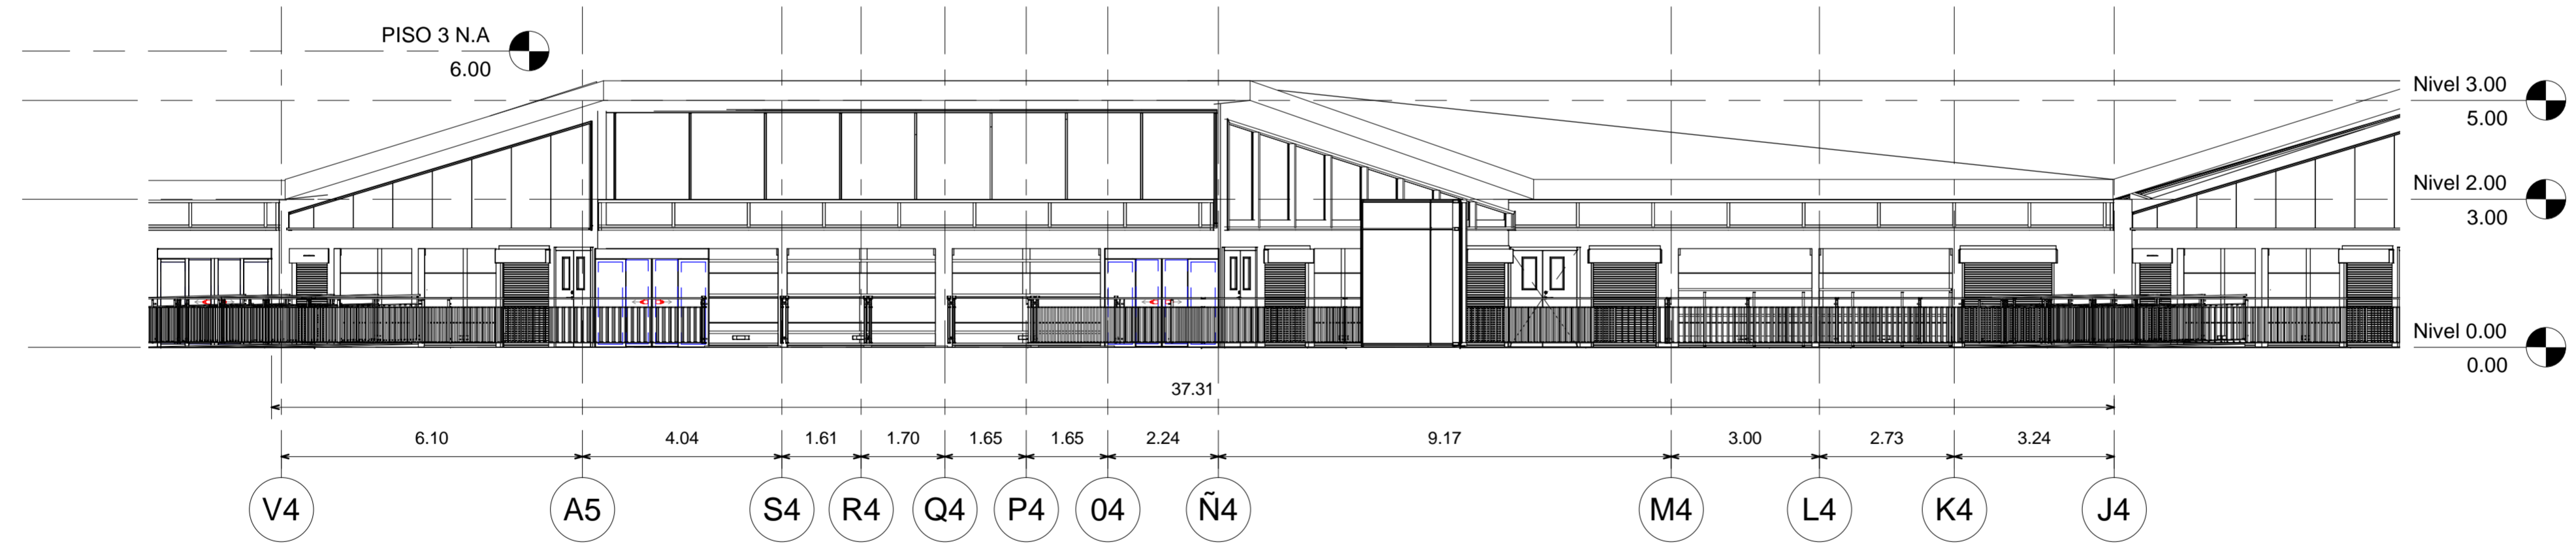 PISO 3 N.A
6.00
Nivel 3.00
5.00
Nivel 2.00
3.00
Nivel 0.00
0.00
37.31
6.10 4.04 1.61 1.70 1.65 1.65 2.24 9.17 3.00 2.73 3.24
V4 A5 S4 R4 Q4 P4 04 Ñ4 M4 L4 K4 J4